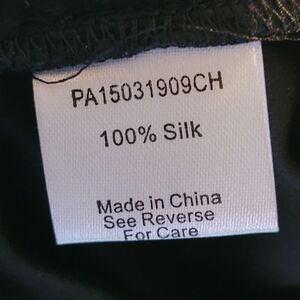 PA15031909CH
100% Silk
Made in China
See Reverse
For Care